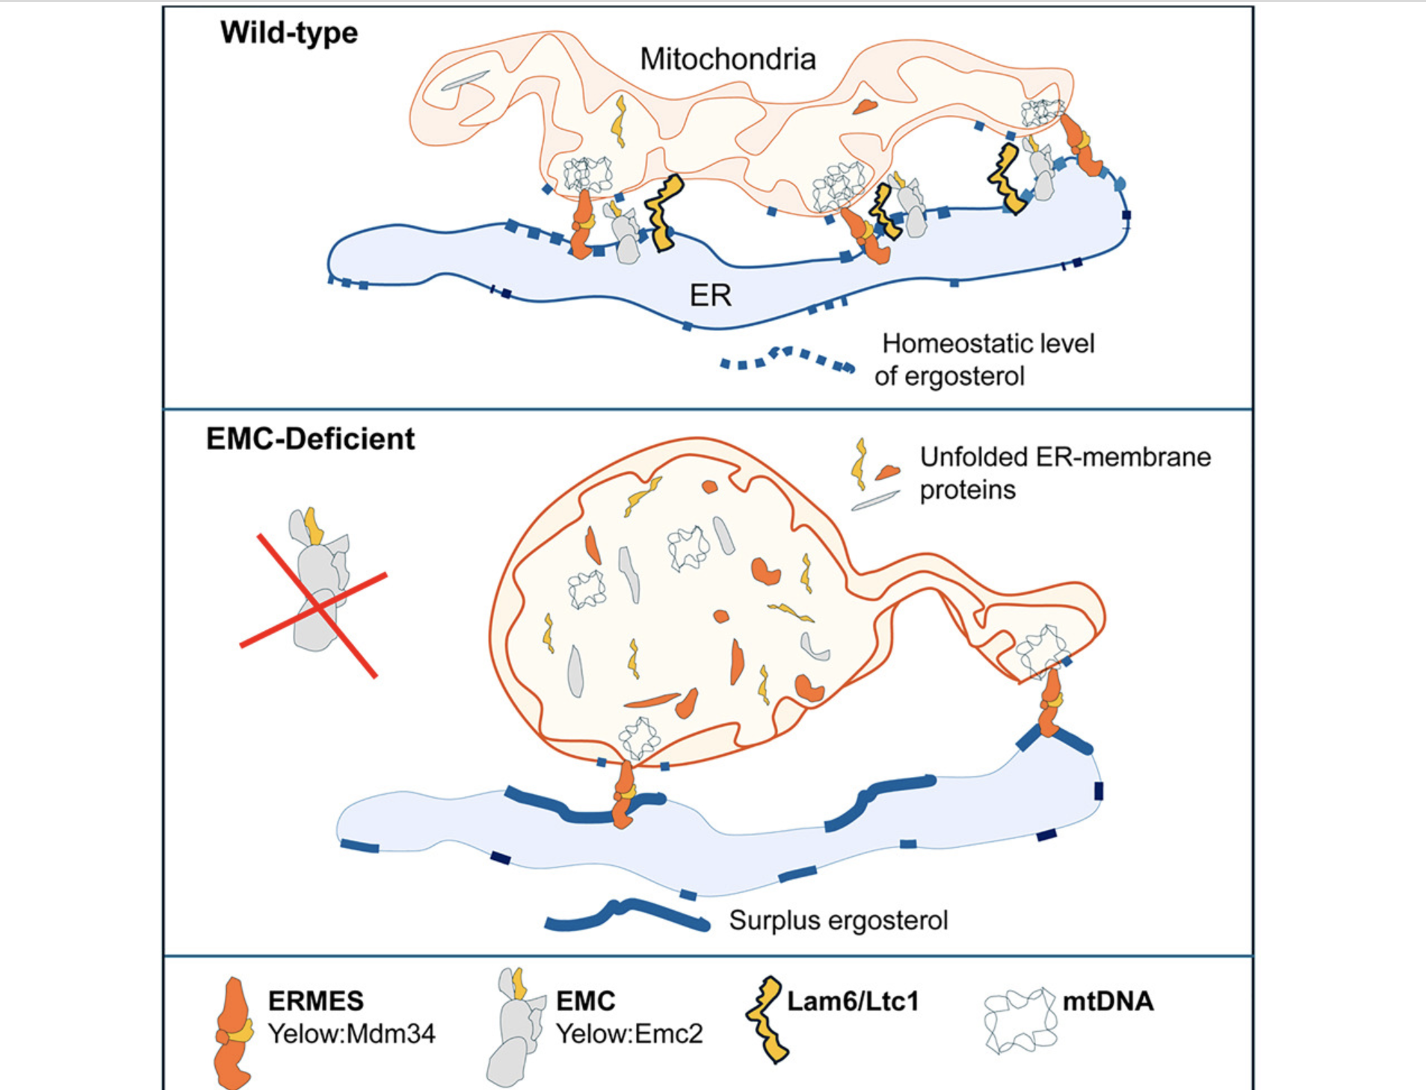 Wild-type
Mitochondria
ER
Homeostatic level
of ergosterol
EMC-Deficient
Unfolded ER-membrane
proteins
Surplus ergosterol
ERMES
Yelow:Mdm34
EMC
Yelow:Emc2
Lam6/Ltc1
mtDNA